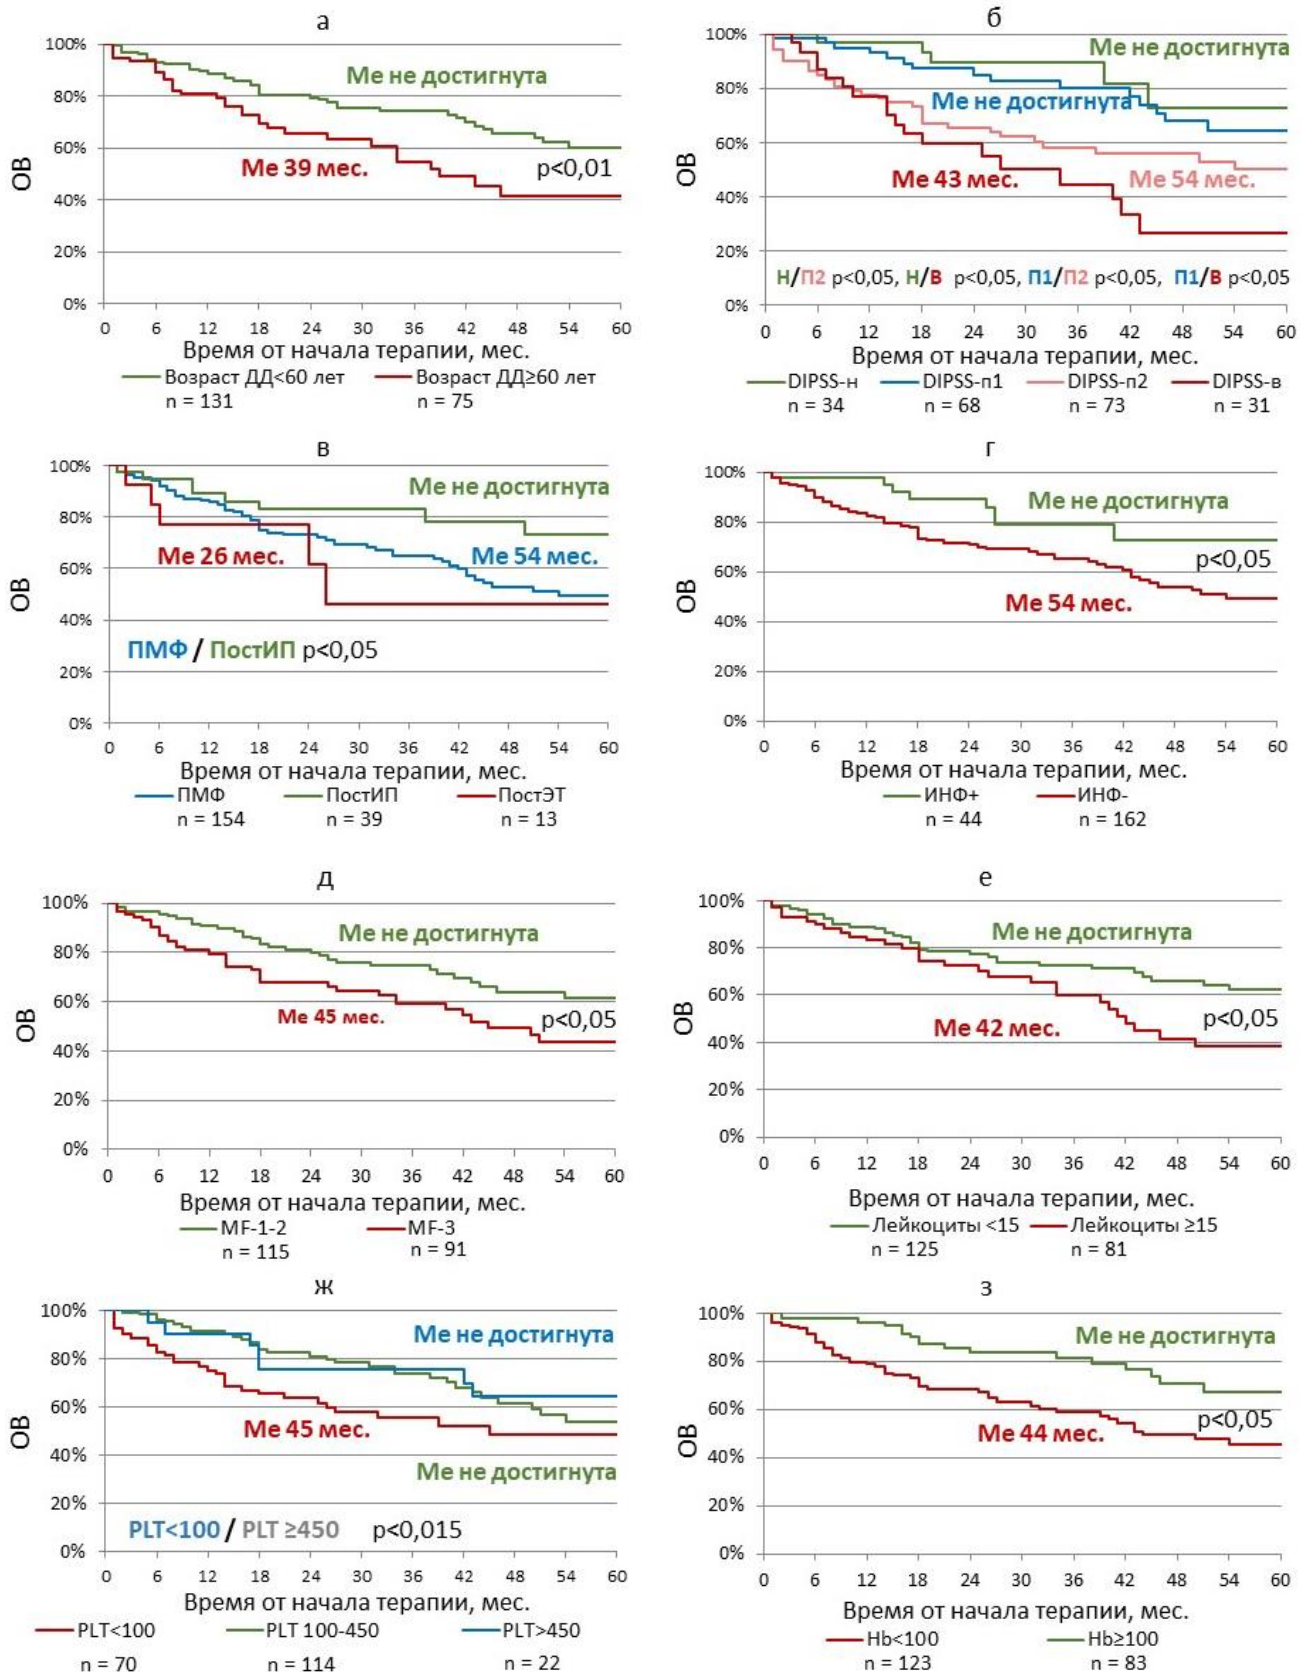 а
100%
80%
60%
40%
20%
0%
ОВ
Ме не достигнута
Ме 39 мес.
p<0,01
0 6 12 18 24 30 36 42 48 54 60
Время от начала терапии, мес.
Возраст ДД<60 лет Возраст ДД≥60 лет
n = 131 n = 75
б
100%
80%
60%
40%
20%
0%
ОВ
Ме не достигнута
Ме не достигнута
Ме 43 мес. Ме 54 мес.
Н/П2 p<0,05, Н/В p<0,05, П1/П2 p<0,05, П1/В p<0,05
0 6 12 18 24 30 36 42 48 54 60
Время от начала терапии, мес.
DIPSS-н DIPSS-п1 DIPSS-п2 DIPSS-в
n = 34 n = 68 n = 73 n = 31
в
100%
80%
60%
40%
20%
0%
ОВ
Ме не достигнута
Ме 26 мес. Ме 54 мес.
ПМФ / ПостИП p<0,05
0 6 12 18 24 30 36 42 48 54 60
Время от начала терапии, мес.
ПМФ ПостИП ПостЭТ
n = 154 n = 39 n = 13
г
100%
80%
60%
40%
20%
0%
ОВ
Ме не достигнута
p<0,05
Ме 54 мес.
0 6 12 18 24 30 36 42 48 54 60
Время от начала терапии, мес.
ИНФ+ ИНФ-
n = 44 n = 162
д
100%
80%
60%
40%
20%
0%
ОВ
Ме не достигнута
Ме 45 мес.
p<0,05
0 6 12 18 24 30 36 42 48 54 60
Время от начала терапии, мес.
MF-1-2 MF-3
n = 115 n = 91
е
100%
80%
60%
40%
20%
0%
ОВ
Ме не достигнута
p<0,05
Ме 42 мес.
0 6 12 18 24 30 36 42 48 54 60
Время от начала терапии, мес.
Лейкоциты <15 Лейкоциты ≥15
n = 125 n = 81
ж
100%
80%
60%
40%
20%
0%
ОВ
Ме не достигнута
Ме 45 мес.
Ме не достигнута
PLT<100 / PLT ≥450 p<0,015
0 6 12 18 24 30 36 42 48 54 60
Время от начала терапии, мес.
PLT<100 PLT 100-450 PLT>450
n = 70 n = 114 n = 22
з
100%
80%
60%
40%
20%
0%
ОВ
Ме не достигнута
p<0,05
Ме 44 мес.
0 6 12 18 24 30 36 42 48 54 60
Время от начала терапии, мес.
Hb<100 Hb≥100
n = 123 n = 83